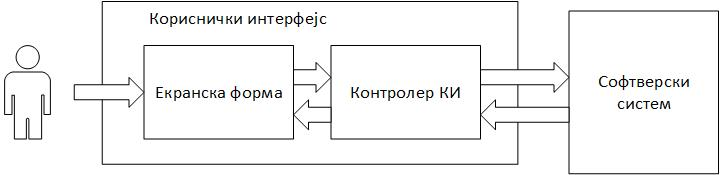 Кориснички интерфејс
Екранска форма
Контролер КИ
Софтверски
систем